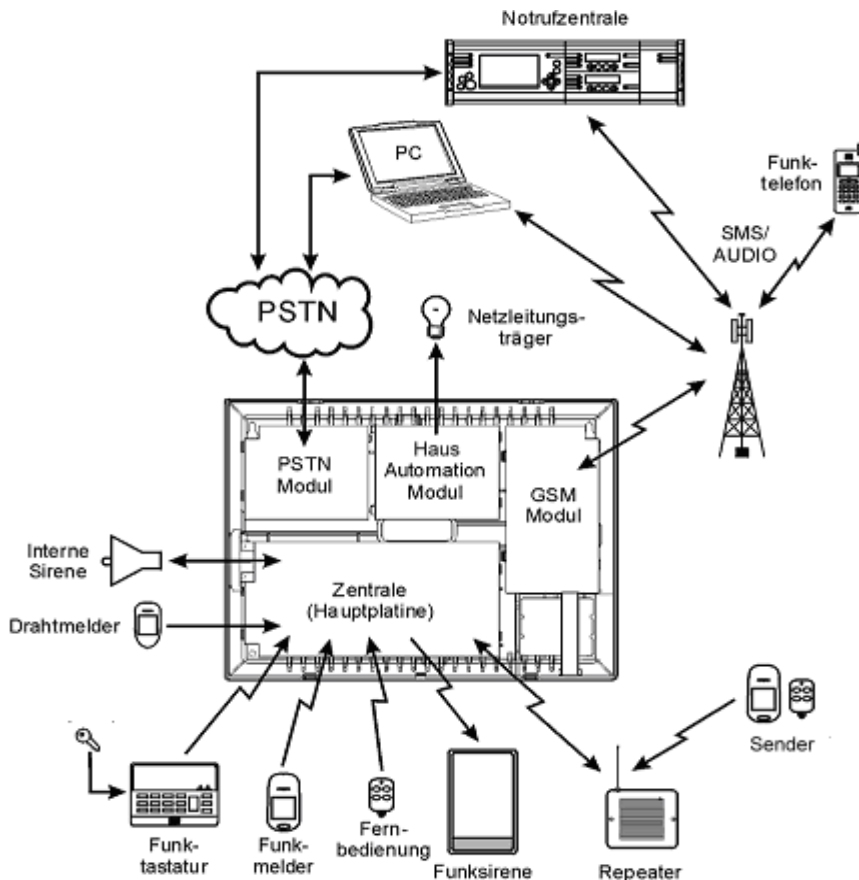 Notrufzentrale
PC
Funk-
telefon
SMS/
AUDIO
PSTN
Netzleitungs-
träger
PSTN
Modul
Haus
Automation
Modul
GSM
Modul
Interne
Sirene
Zentrale
(Hauptplatine)
Drahtmelder
Sender
Funk-
tastatur
Funk-
melder
Fern-
bedienung
Funksirene
Repeater